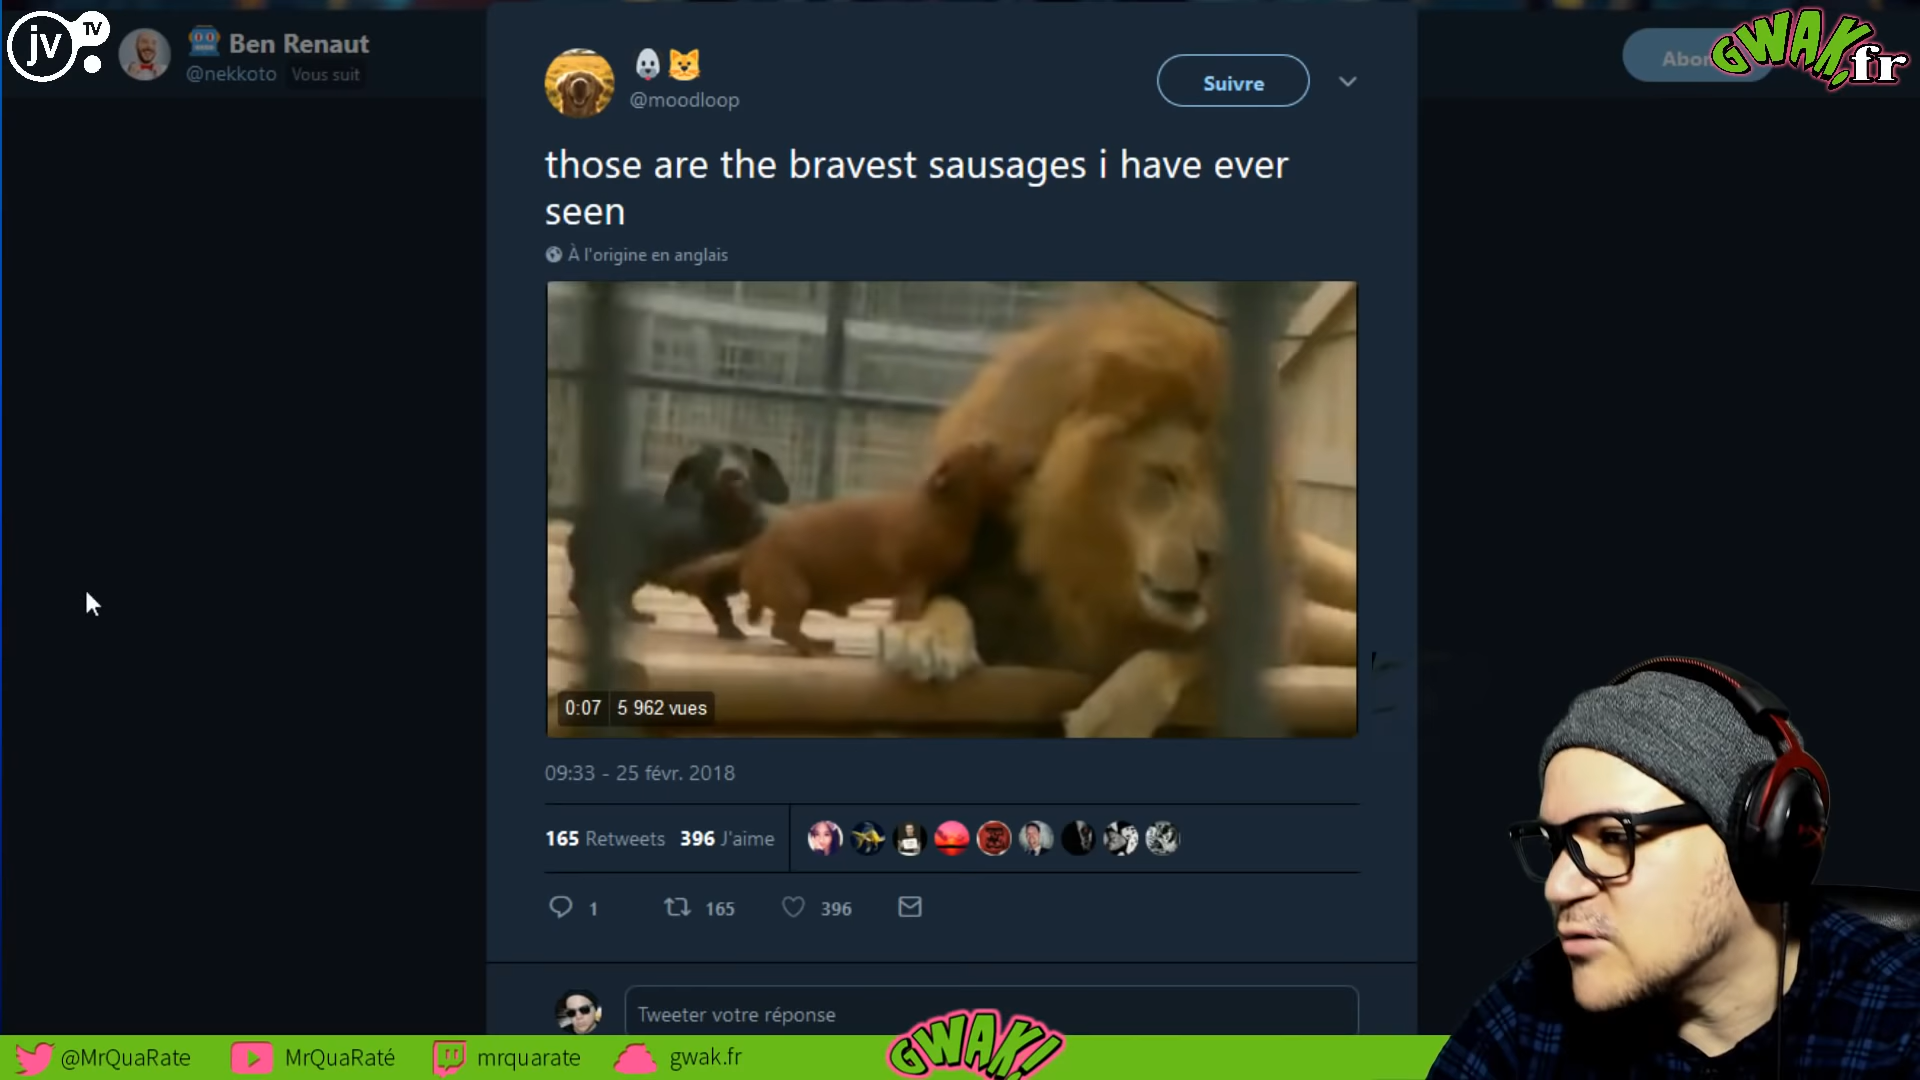 jv TV
Ben Renaut
@nekkoto Vous suit
@moodloop
Suivre
GWAK!.fr
those are the bravest sausages i have ever
seen
À l'origine en anglais
0:07 5 962 vues
09:33 - 25 févr. 2018
165 Retweets 396 J'aime
1 165 396
Tweeter votre réponse
@MrQuaRate MrQuaRaté mrquarate gwak.fr GWAK!